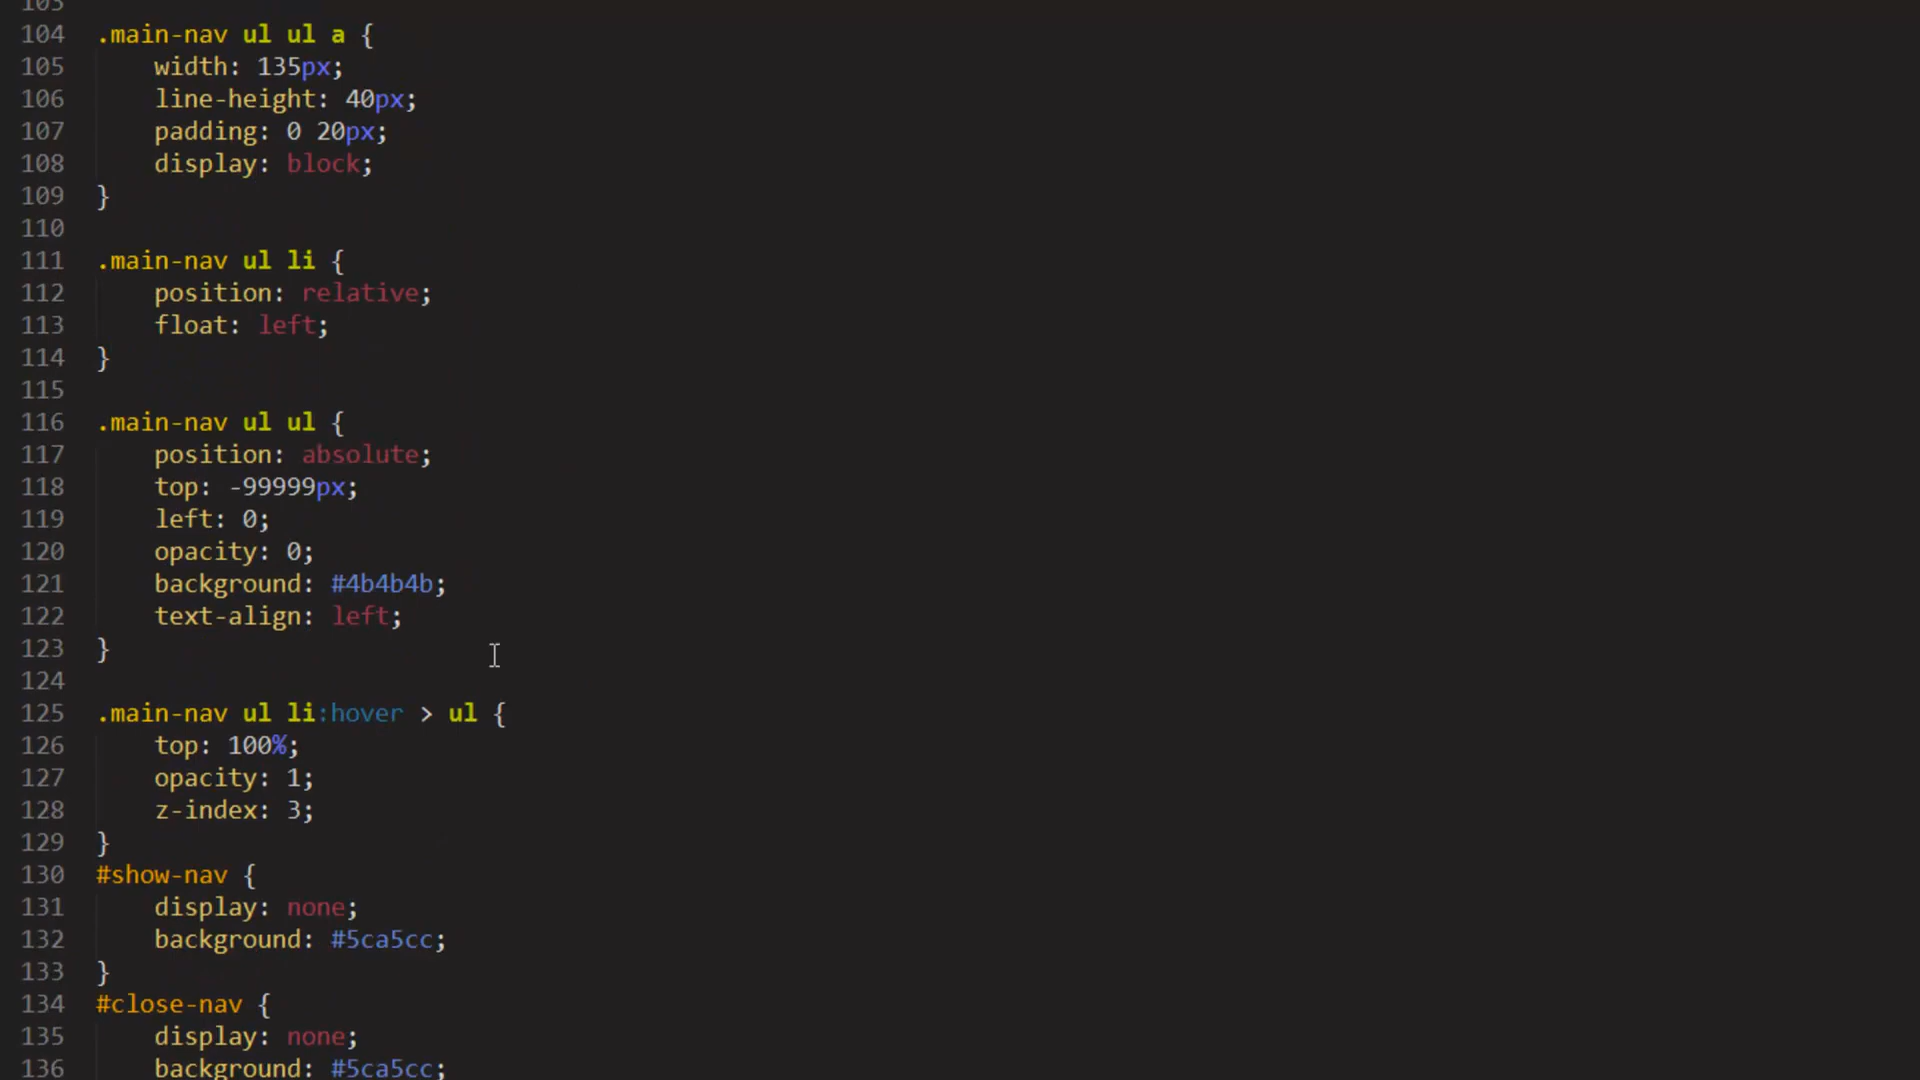 103
104 .main-nav ul ul a {
105 width: 135px;
106 line-height: 40px;
107 padding: 0 20px;
108 display: block;
109 }
110
111 .main-nav ul li {
112 position: relative;
113 float: left;
114 }
115
116 .main-nav ul ul {
117 position: absolute;
118 top: -99999px;
119 left: 0;
120 opacity: 0;
121 background: #4b4b4b;
122 text-align: left;
123 }
124
125 .main-nav ul li:hover > ul {
126 top: 100%;
127 opacity: 1;
128 z-index: 3;
129 }
130 #show-nav {
131 display: none;
132 background: #5ca5cc;
133 }
134 #close-nav {
135 display: none;
136 background: #5ca5cc;